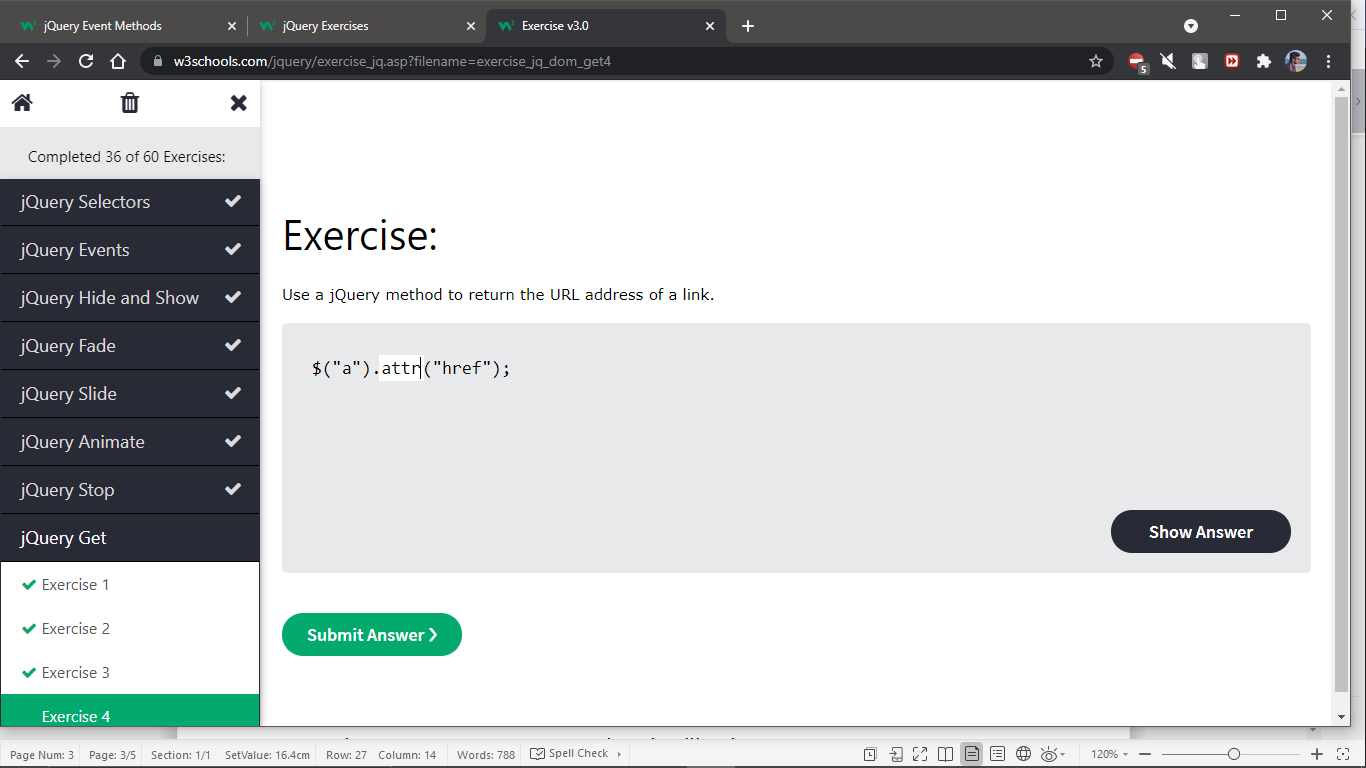 jQuery Event Methods
jQuery Exercises
Exercise v3.0
w3schools.com/jquery/exercise_jq.asp?filename=exercise_jq_dom_get4
5
Completed 36 of 60 Exercises:
jQuery Selectors
jQuery Events
jQuery Hide and Show
jQuery Fade
jQuery Slide
jQuery Animate
jQuery Stop
jQuery Get
Exercise 1
Exercise 2
Exercise 3
Exercise 4
Exercise:
Use a jQuery method to return the URL address of a link.
$("a").attr("href");
Show Answer
Submit Answer ❯
Page Num: 3 Page: 3/5 Section: 1/1 SetValue: 16.4cm Row: 27 Column: 14 Words: 788 Spell Check 120%